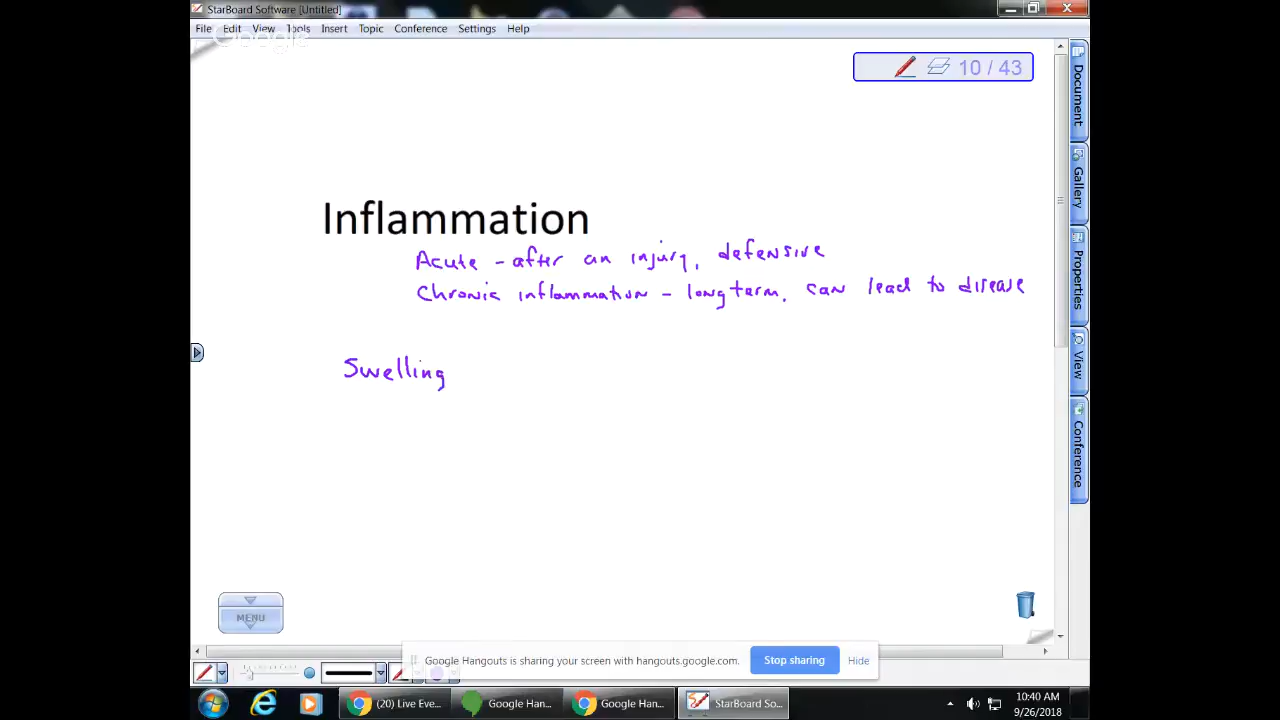 StarBoard Software [Untitled]
File Edit View Tools Insert Topic Conference Settings Help
Google
10 / 43
Document
Gallery
Properties
View
Conference
Inflammation
Acute - after an injury, defensive
Chronic inflammation - long term, can lead to disease
Swelling
MENU
Google Hangouts is sharing your screen with hangouts.google.com. Stop sharing Hide
(20) Live Eve... Google Han... Google Han... StarBoard So...
10:40 AM
9/26/2018